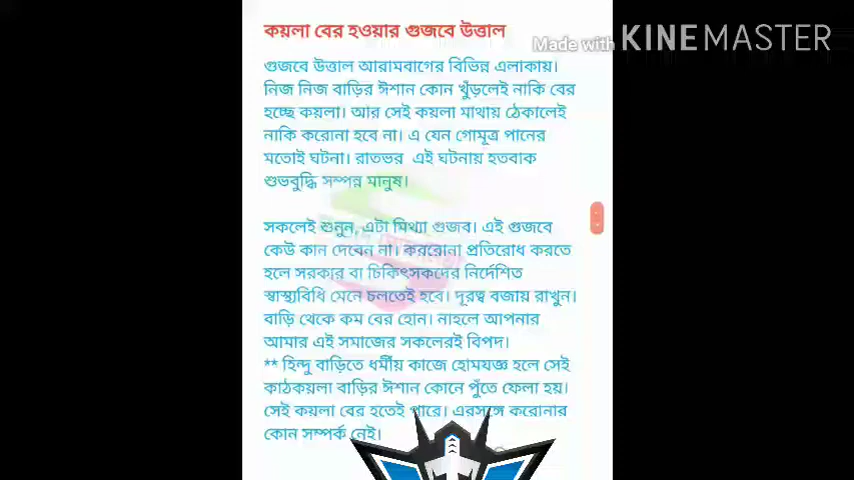 কয়লা বের হওয়ার গুজবে উত্তাল
Made with KINEMASTER
গুজবে উত্তাল আরামবাগের বিভিন্ন এলাকায়।
নিজ নিজ বাড়ির ঈশান কোন খুঁড়লেই নাকি বের
হচ্ছে কয়লা। আর সেই কয়লা মাথায় ঠেকালেই
নাকি করোনা হবে না। এ যেন গোমূত্র পানের
মতোই ঘটনা। রাতভর এই ঘটনায় হতবাক
শুভবুদ্ধি সম্পন্ন মানুষ।
সকলেই শুনুন, এটা মিথ্যা গুজব। এই গুজবে
কেউ কান দেবেন না। কররোনা প্রতিরোধ করতে
হলে সরকার বা চিকিৎসকদের নির্দেশিত
স্বাস্থ্যবিধি মেনে চলতেই হবে। দূরত্ব বজায় রাখুন।
বাড়ি থেকে কম বের হোন। নাহলে আপনার
আমার এই সমাজের সকলেরই বিপদ।
** হিন্দু বাড়িতে ধর্মীয় কাজে হোমযজ্ঞ হলে সেই
কাঠকয়লা বাড়ির ঈশান কোনে পুঁতে ফেলা হয়।
সেই কয়লা বের হতেই পারে। এরসঙ্গে করোনার
কোন সম্পর্ক নেই।